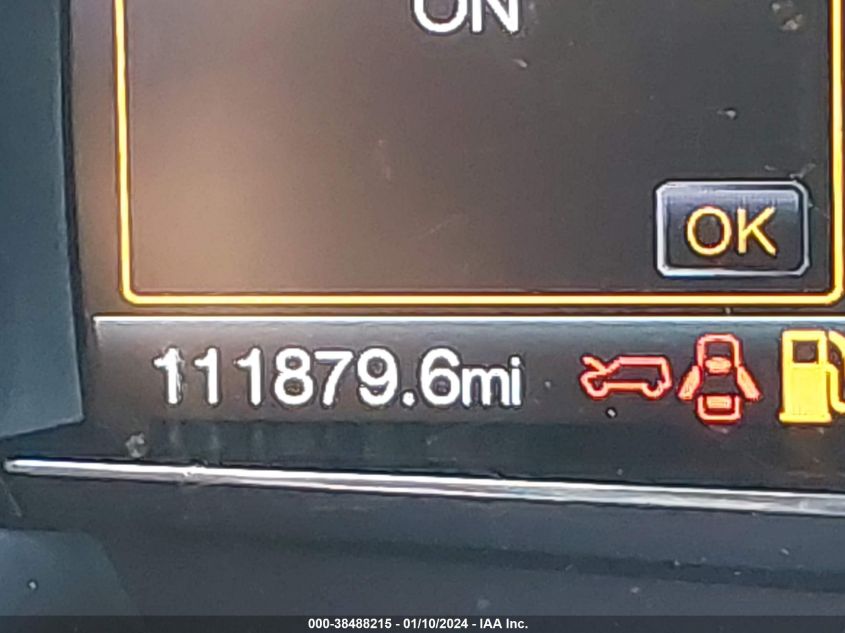 ON
OK
111879.6mi
000-38488215 - 01/10/2024 - IAA Inc.